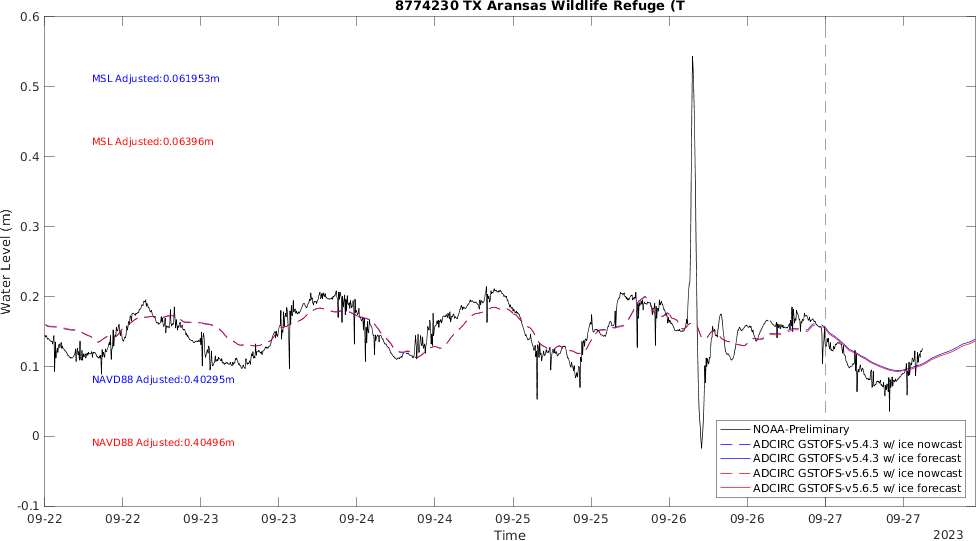 8774230 TX Aransas Wildlife Refuge (T
0.6
0.5
0.4
0.3
0.2
0.1
0
-0.1
Water Level (m)
MSL Adjusted:0.061953m
MSL Adjusted:0.06396m
NAVD88 Adjusted:0.40295m
NAVD88 Adjusted:0.40496m
NOAA-Preliminary
ADCIRC GSTOFS-v5.4.3 w/ ice nowcast
ADCIRC GSTOFS-v5.4.3 w/ ice forecast
ADCIRC GSTOFS-v5.6.5 w/ ice nowcast
ADCIRC GSTOFS-v5.6.5 w/ ice forecast
09-22 09-22 09-23 09-23 09-24 09-24 09-25 09-25 09-26 09-26 09-27 09-27
Time
2023